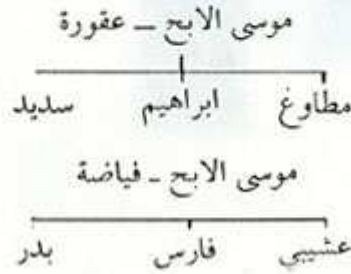 موسى الابح - عقورة
مطاوغ ابراهيم سديد
موسى الابح - فياضة
عشيبي فارس بدر